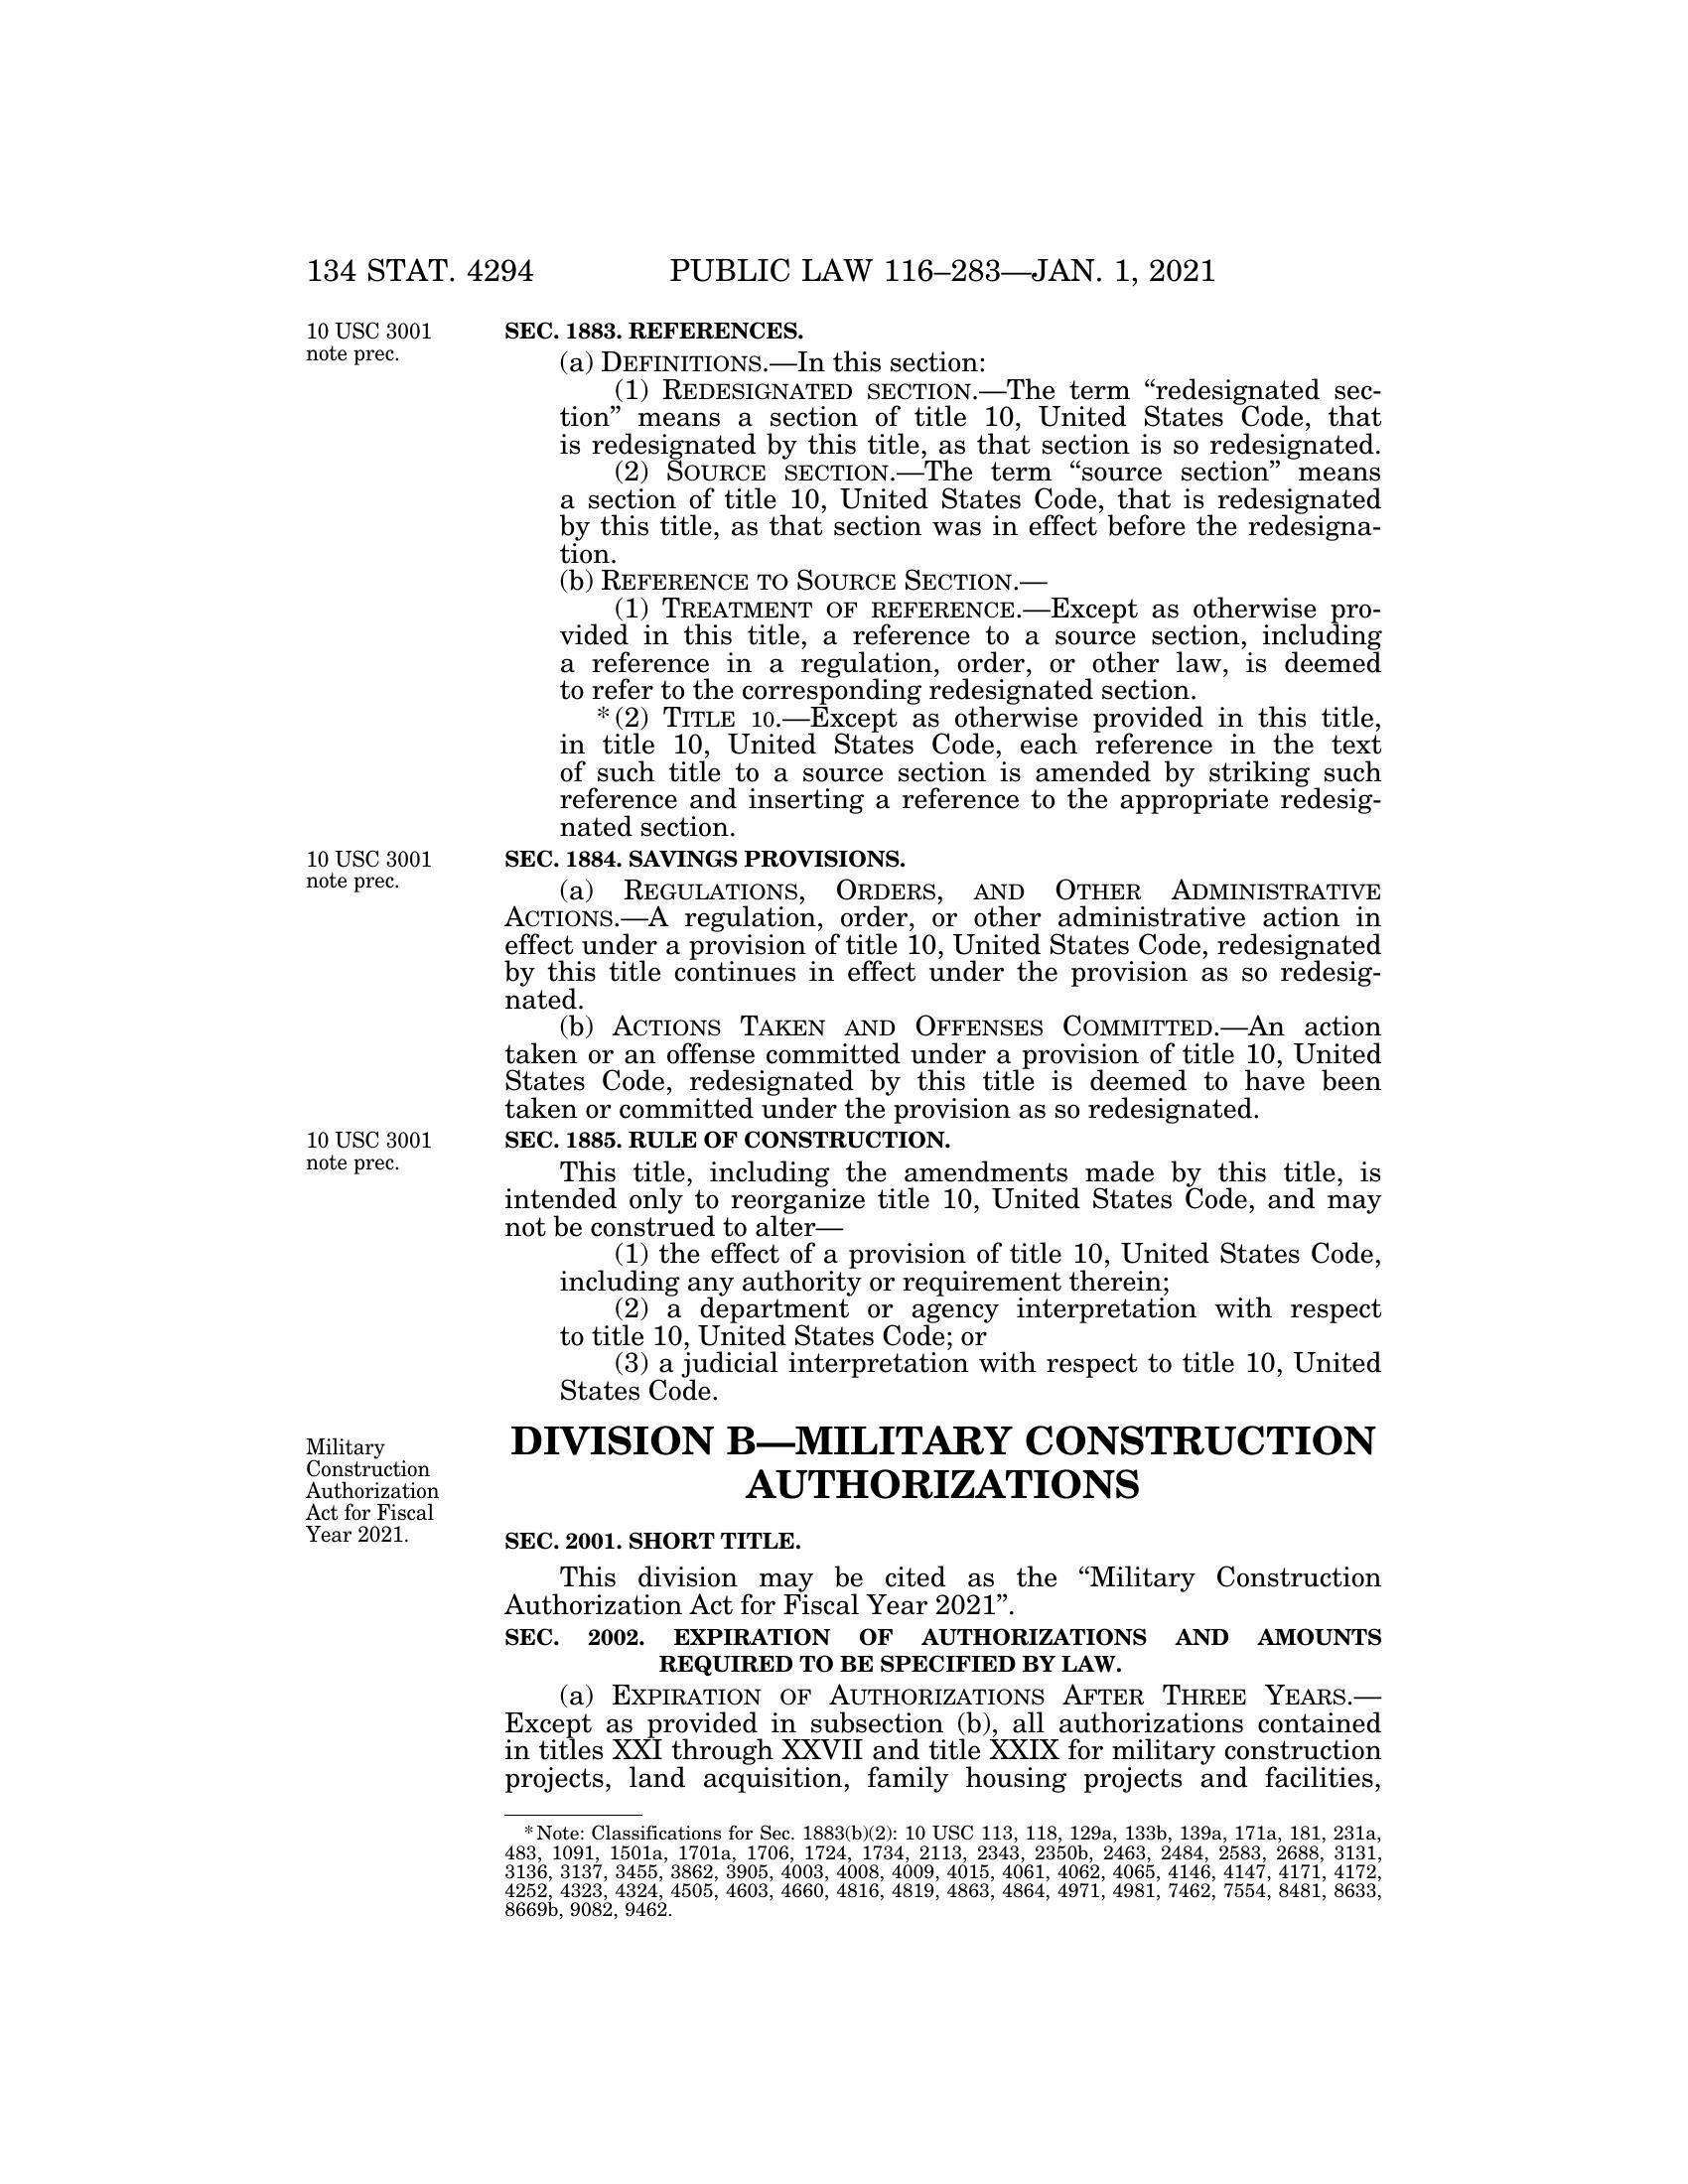 134 STAT. 4294 PUBLIC LAW 116–283—JAN. 1, 2021
10 USC 3001
note prec.
SEC. 1883. REFERENCES.
(a) DEFINITIONS.—In this section:
(1) REDESIGNATED SECTION.—The term “redesignated sec-
tion” means a section of title 10, United States Code, that
is redesignated by this title, as that section is so redesignated.
(2) SOURCE SECTION.—The term “source section” means
a section of title 10, United States Code, that is redesignated
by this title, as that section was in effect before the redesigna-
tion.
(b) REFERENCE TO SOURCE SECTION.—
(1) TREATMENT OF REFERENCE.—Except as otherwise pro-
vided in this title, a reference to a source section, including
a reference in a regulation, order, or other law, is deemed
to refer to the corresponding redesignated section.
*(2) TITLE 10.—Except as otherwise provided in this title,
in title 10, United States Code, each reference in the text
of such title to a source section is amended by striking such
reference and inserting a reference to the appropriate redesig-
nated section.
10 USC 3001
note prec.
SEC. 1884. SAVINGS PROVISIONS.
(a) REGULATIONS, ORDERS, AND OTHER ADMINISTRATIVE
ACTIONS.—A regulation, order, or other administrative action in
effect under a provision of title 10, United States Code, redesignated
by this title continues in effect under the provision as so redesig-
nated.
(b) ACTIONS TAKEN AND OFFENSES COMMITTED.—An action
taken or an offense committed under a provision of title 10, United
States Code, redesignated by this title is deemed to have been
taken or committed under the provision as so redesignated.
10 USC 3001
note prec.
SEC. 1885. RULE OF CONSTRUCTION.
This title, including the amendments made by this title, is
intended only to reorganize title 10, United States Code, and may
not be construed to alter—
(1) the effect of a provision of title 10, United States Code,
including any authority or requirement therein;
(2) a department or agency interpretation with respect
to title 10, United States Code; or
(3) a judicial interpretation with respect to title 10, United
States Code.
Military
Construction
Authorization
Act for Fiscal
Year 2021.
DIVISION B—MILITARY CONSTRUCTION
AUTHORIZATIONS
SEC. 2001. SHORT TITLE.
This division may be cited as the “Military Construction
Authorization Act for Fiscal Year 2021”.
SEC. 2002. EXPIRATION OF AUTHORIZATIONS AND AMOUNTS
REQUIRED TO BE SPECIFIED BY LAW.
(a) EXPIRATION OF AUTHORIZATIONS AFTER THREE YEARS.—
Except as provided in subsection (b), all authorizations contained
in titles XXI through XXVII and title XXIX for military construction
projects, land acquisition, family housing projects and facilities,
*Note: Classifications for Sec. 1883(b)(2): 10 USC 113, 118, 129a, 133b, 139a, 171a, 181, 231a,
483, 1091, 1501a, 1701a, 1706, 1724, 1734, 2113, 2343, 2350b, 2463, 2484, 2583, 2688, 3131,
3136, 3137, 3455, 3862, 3905, 4003, 4008, 4009, 4015, 4061, 4062, 4065, 4146, 4147, 4171, 4172,
4252, 4323, 4324, 4505, 4603, 4660, 4816, 4819, 4863, 4864, 4971, 4981, 7462, 7554, 8481, 8633,
8669b, 9082, 9462.